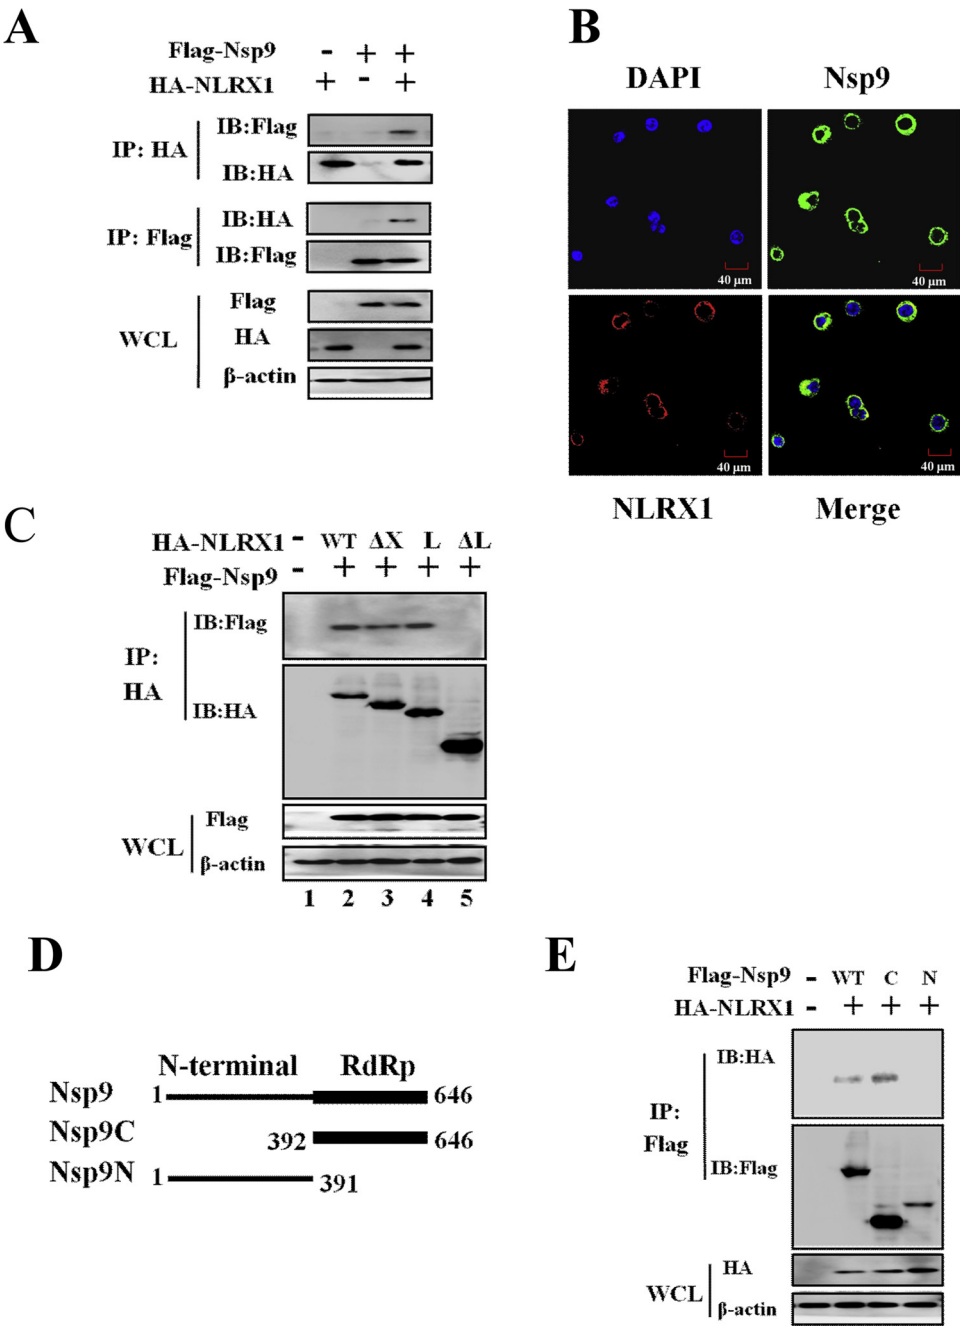 A
Flag-Nsp9 - + +
HA-NLRX1 + - +
IP: HA
IB:Flag
IB:HA
IP: Flag
IB:HA
IB:Flag
WCL
Flag
HA
β-actin
B
DAPI Nsp9
40 μm 40 μm
40 μm 40 μm
NLRX1 Merge
C
HA-NLRX1 - WT ΔX L ΔL
Flag-Nsp9 - + + + +
IP:
HA
IB:Flag
IB:HA
WCL
Flag
β-actin
1 2 3 4 5
D
N-terminal RdRp
Nsp9 1 646
Nsp9C 392 646
Nsp9N 1 391
E
Flag-Nsp9 - WT C N
HA-NLRX1 - + + +
IP:
Flag
IB:HA
IB:Flag
WCL
HA
β-actin